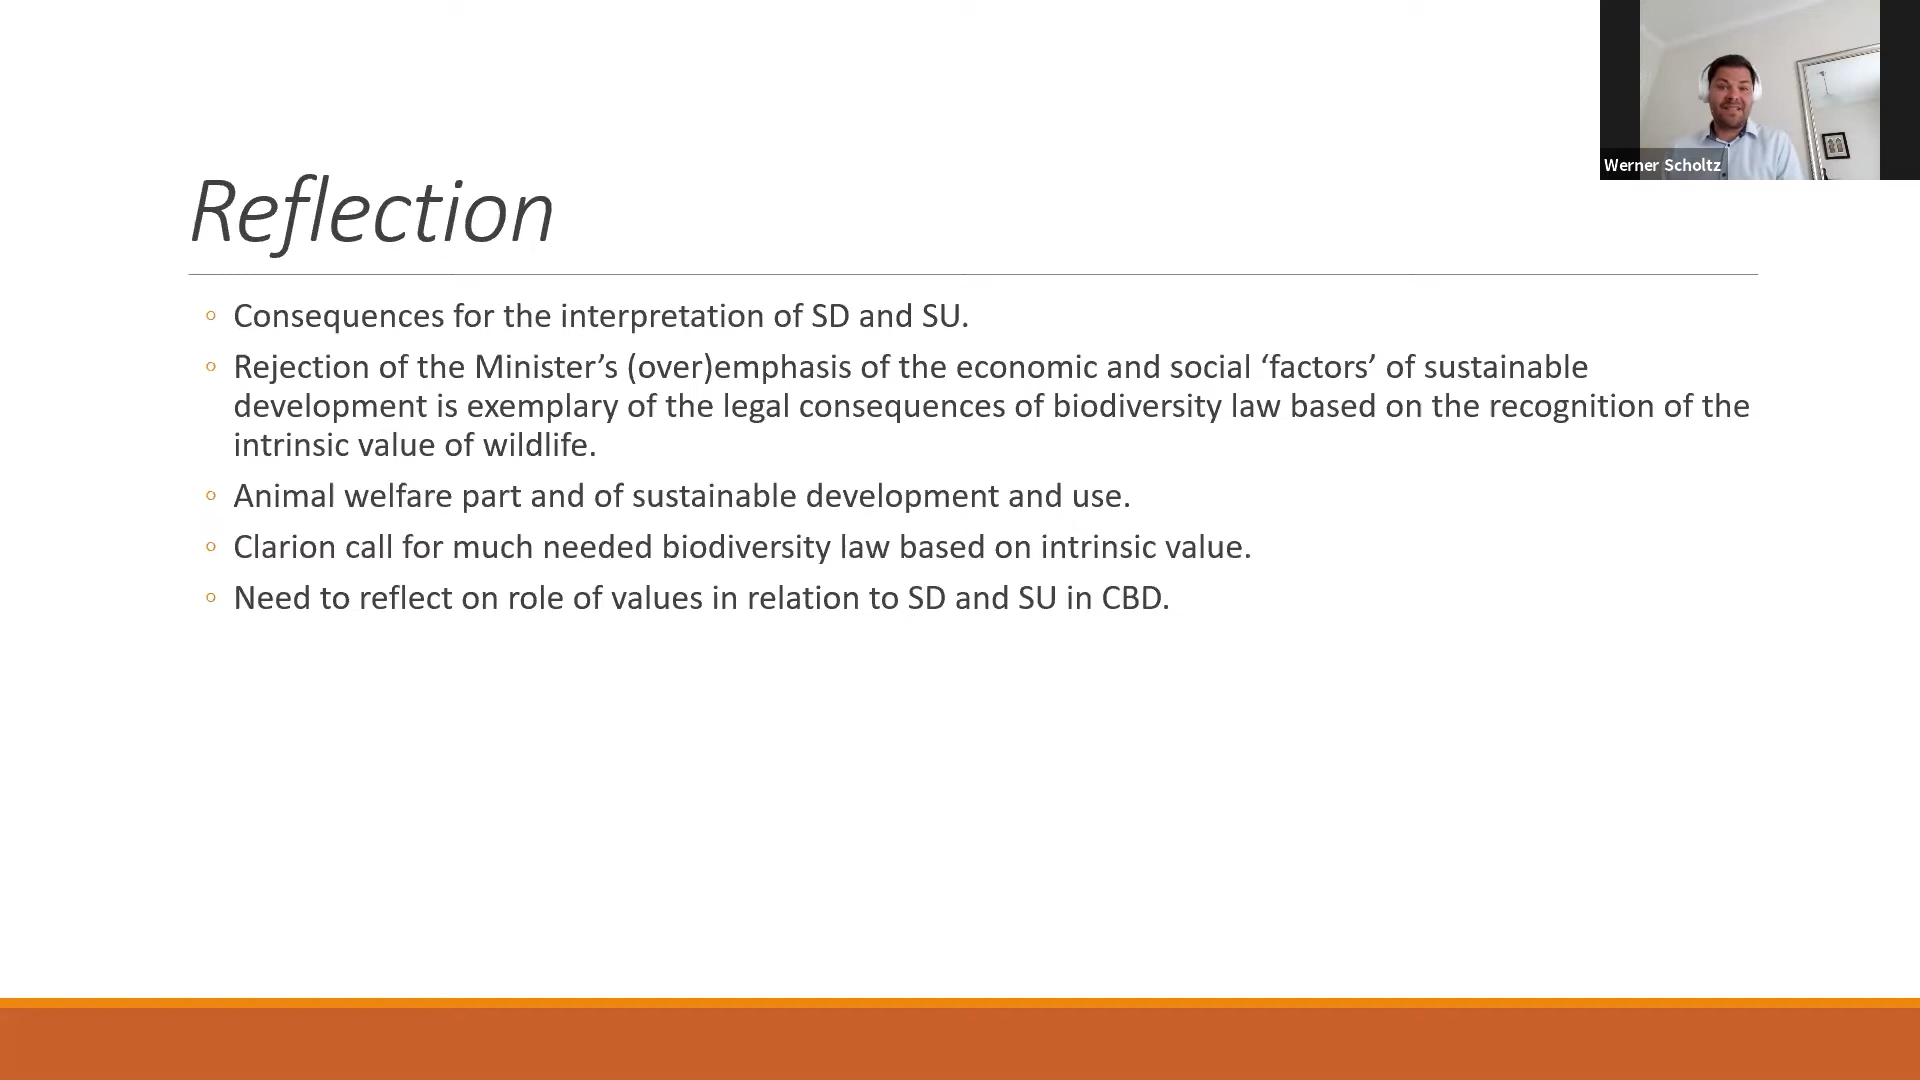 Werner Scholtz
Reflection
◦ Consequences for the interpretation of SD and SU.
◦ Rejection of the Minister’s (over)emphasis of the economic and social ‘factors’ of sustainable
development is exemplary of the legal consequences of biodiversity law based on the recognition of the
intrinsic value of wildlife.
◦ Animal welfare part and of sustainable development and use.
◦ Clarion call for much needed biodiversity law based on intrinsic value.
◦ Need to reflect on role of values in relation to SD and SU in CBD.